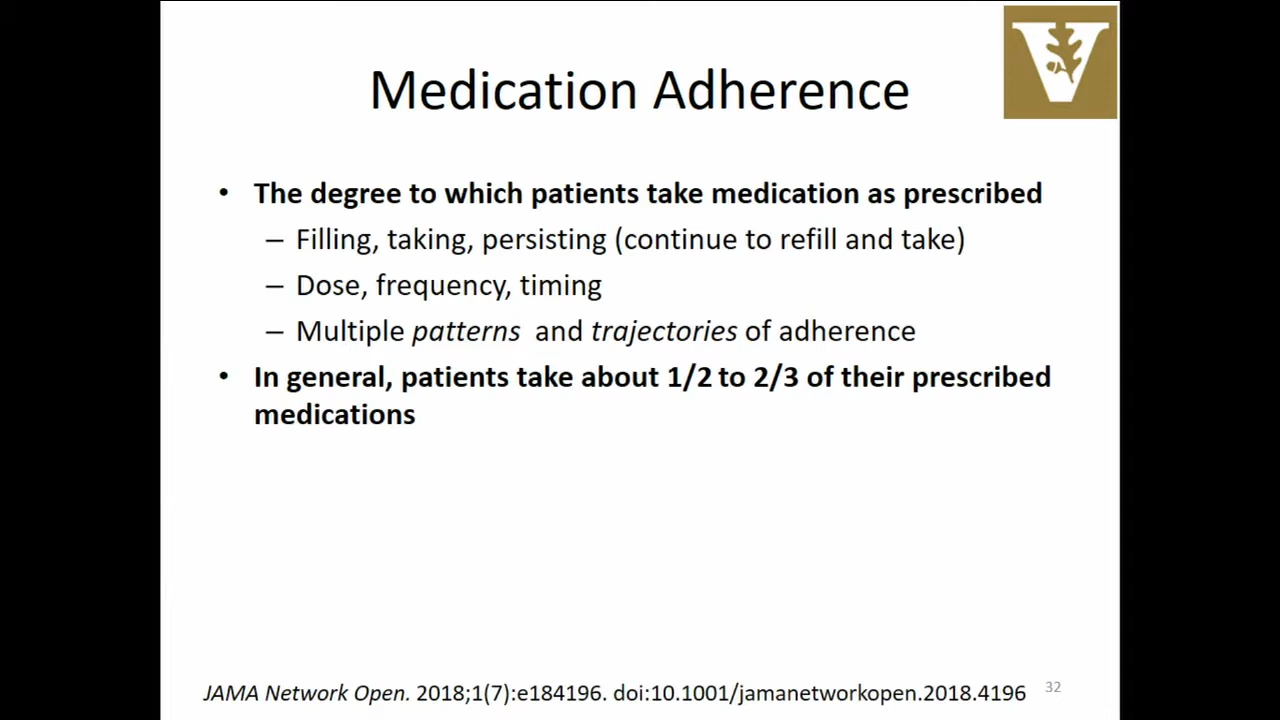 Medication Adherence
• The degree to which patients take medication as prescribed
– Filling, taking, persisting (continue to refill and take)
– Dose, frequency, timing
– Multiple patterns and trajectories of adherence
• In general, patients take about 1/2 to 2/3 of their prescribed
medications
JAMA Network Open. 2018;1(7):e184196. doi:10.1001/jamanetworkopen.2018.4196
32
V